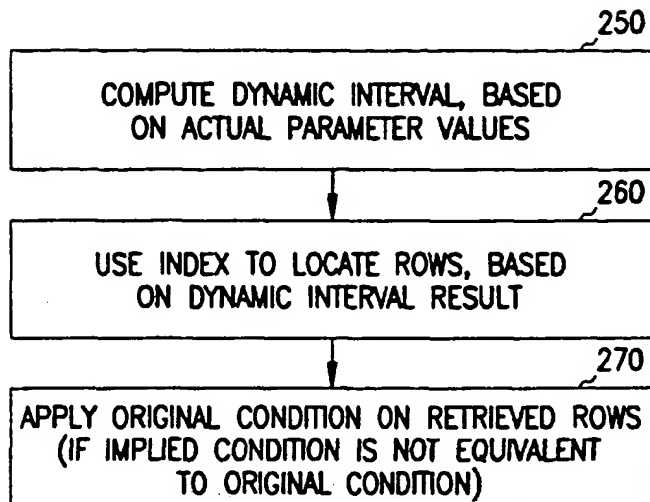 250
COMPUTE DYNAMIC INTERVAL, BASED
ON ACTUAL PARAMETER VALUES
260
USE INDEX TO LOCATE ROWS, BASED
ON DYNAMIC INTERVAL RESULT
270
APPLY ORIGINAL CONDITION ON RETRIEVED ROWS
(IF IMPLIED CONDITION IS NOT EQUIVALENT
TO ORIGINAL CONDITION)